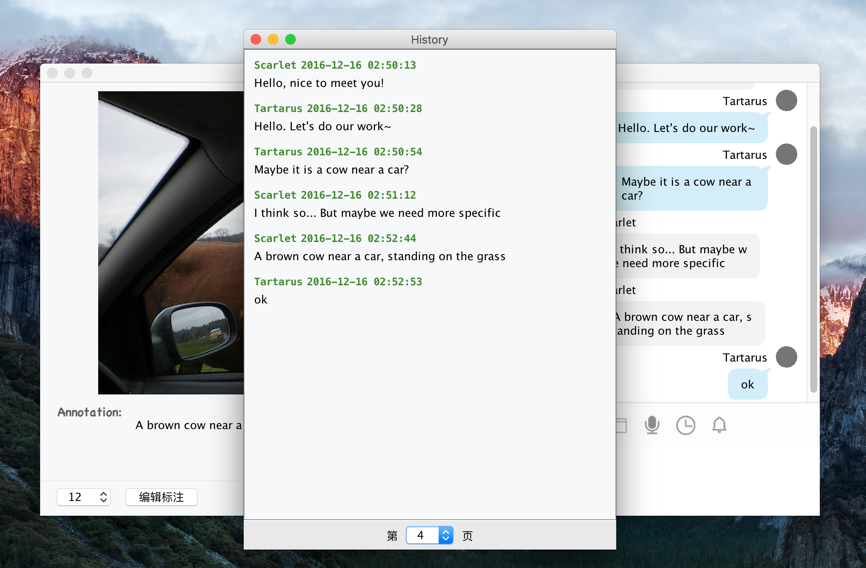 History
Scarlet 2016-12-16 02:50:13
Hello, nice to meet you!
Tartarus 2016-12-16 02:50:28
Hello. Let's do our work~
Tartarus 2016-12-16 02:50:54
Maybe it is a cow near a car?
Scarlet 2016-12-16 02:51:12
I think so... But maybe we need more specific
Scarlet 2016-12-16 02:52:44
A brown cow near a car, standing on the grass
Tartarus 2016-12-16 02:52:53
ok
第 4 页
Annotation:
A brown cow near a
12 编辑标注
Tartarus
Hello. Let's do our work~
Tartarus
Maybe it is a cow near a
car?
arlet
think so... But maybe w
e need more specific
arlet
A brown cow near a car, s
anding on the grass
Tartarus
ok